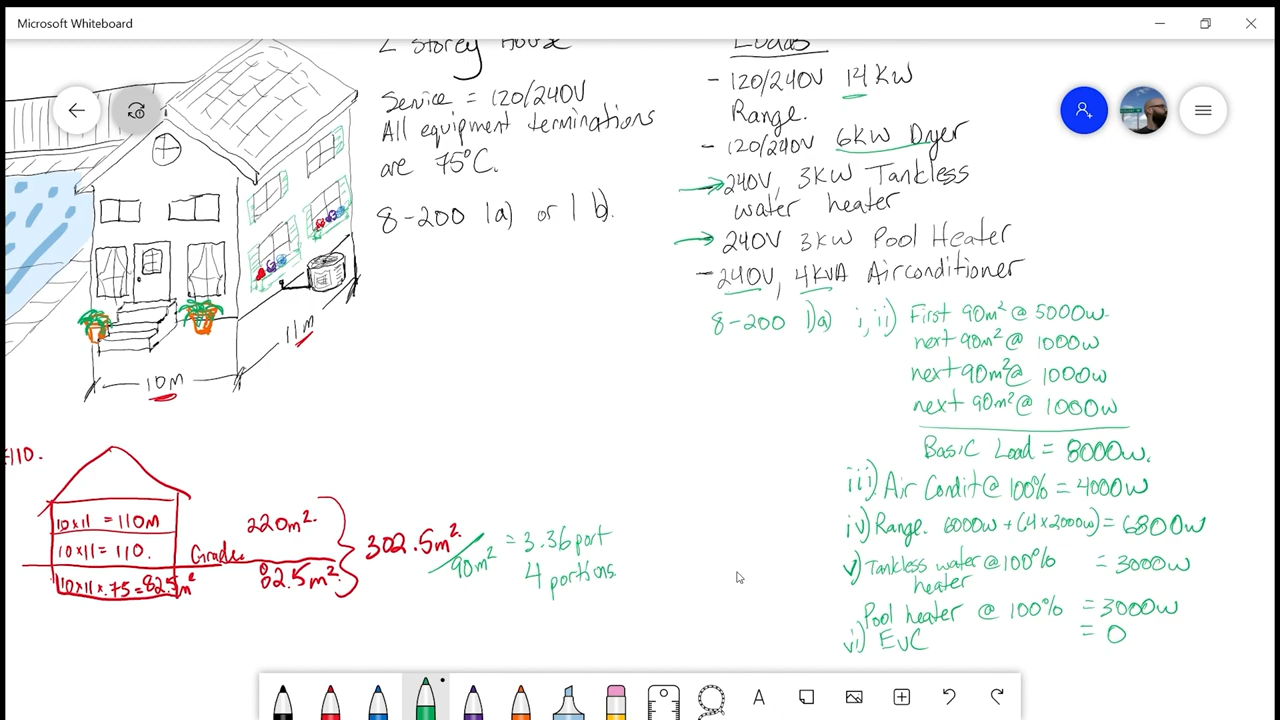 Microsoft Whiteboard
2 Storey House
Service = 120/240V
All equipment terminations
are 75°C.
8-200 1a) or 1 b).
Loads
- 120/240V 14KW
Range.
- 120/240V 6KW Dryer
240V, 3KW Tankless
water heater
240V 3KW Pool Heater
- 240V, 4KVA Airconditioner
8-200 1)a) i,ii) First 90m² @ 5000w
next 90m² @ 1000w
next 90m² @ 1000w
next 90m² @ 1000w
Basic Load = 8000w.
iii) Air Condit @ 100% = 4000W
iv) Range. 6000w + (.4 x 2000w) = 6800w
v) Tankless water @ 100% = 3000w
heater
Pool heater @ 100% = 3000w
vi) EVC = 0
10M
11m
110.
10x11 = 110M
10x11 = 110.
10x11x.75 = 82.5m²
Grade
220m².
82.5m²
302.5m²
90m²
= 3.36 port
4 portions.
A